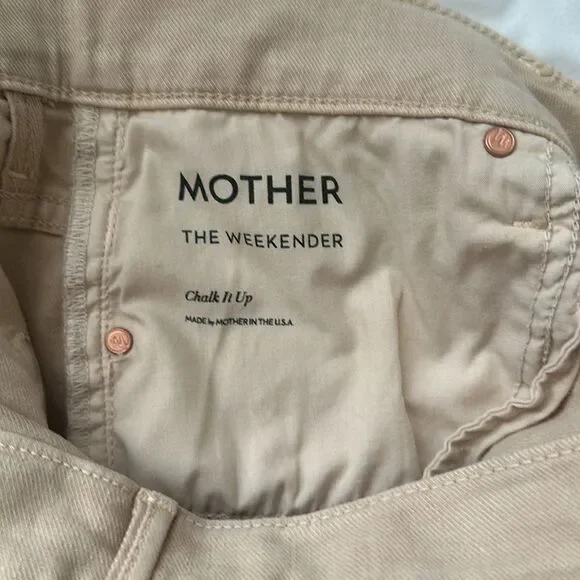 MOTHER
THE WEEKENDER
Chalk It Up
MADE by MOTHER IN THE U.S.A.